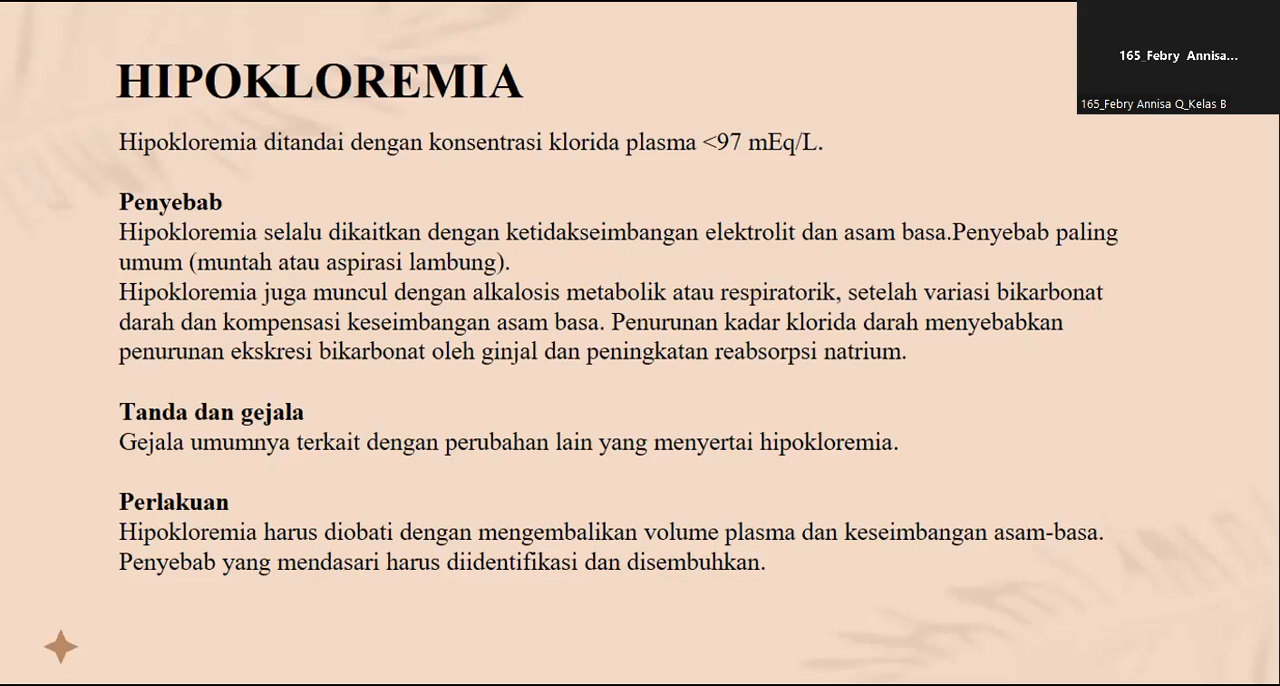 HIPOKLOREMIA
165_Febry Annisa...
165_Febry Annisa Q_Kelas B
Hipokloremia ditandai dengan konsentrasi klorida plasma <97 mEq/L.
Penyebab
Hipokloremia selalu dikaitkan dengan ketidakseimbangan elektrolit dan asam basa.Penyebab paling
umum (muntah atau aspirasi lambung).
Hipokloremia juga muncul dengan alkalosis metabolik atau respiratorik, setelah variasi bikarbonat
darah dan kompensasi keseimbangan asam basa. Penurunan kadar klorida darah menyebabkan
penurunan ekskresi bikarbonat oleh ginjal dan peningkatan reabsorpsi natrium.
Tanda dan gejala
Gejala umumnya terkait dengan perubahan lain yang menyertai hipokloremia.
Perlakuan
Hipokloremia harus diobati dengan mengembalikan volume plasma dan keseimbangan asam-basa.
Penyebab yang mendasari harus diidentifikasi dan disembuhkan.